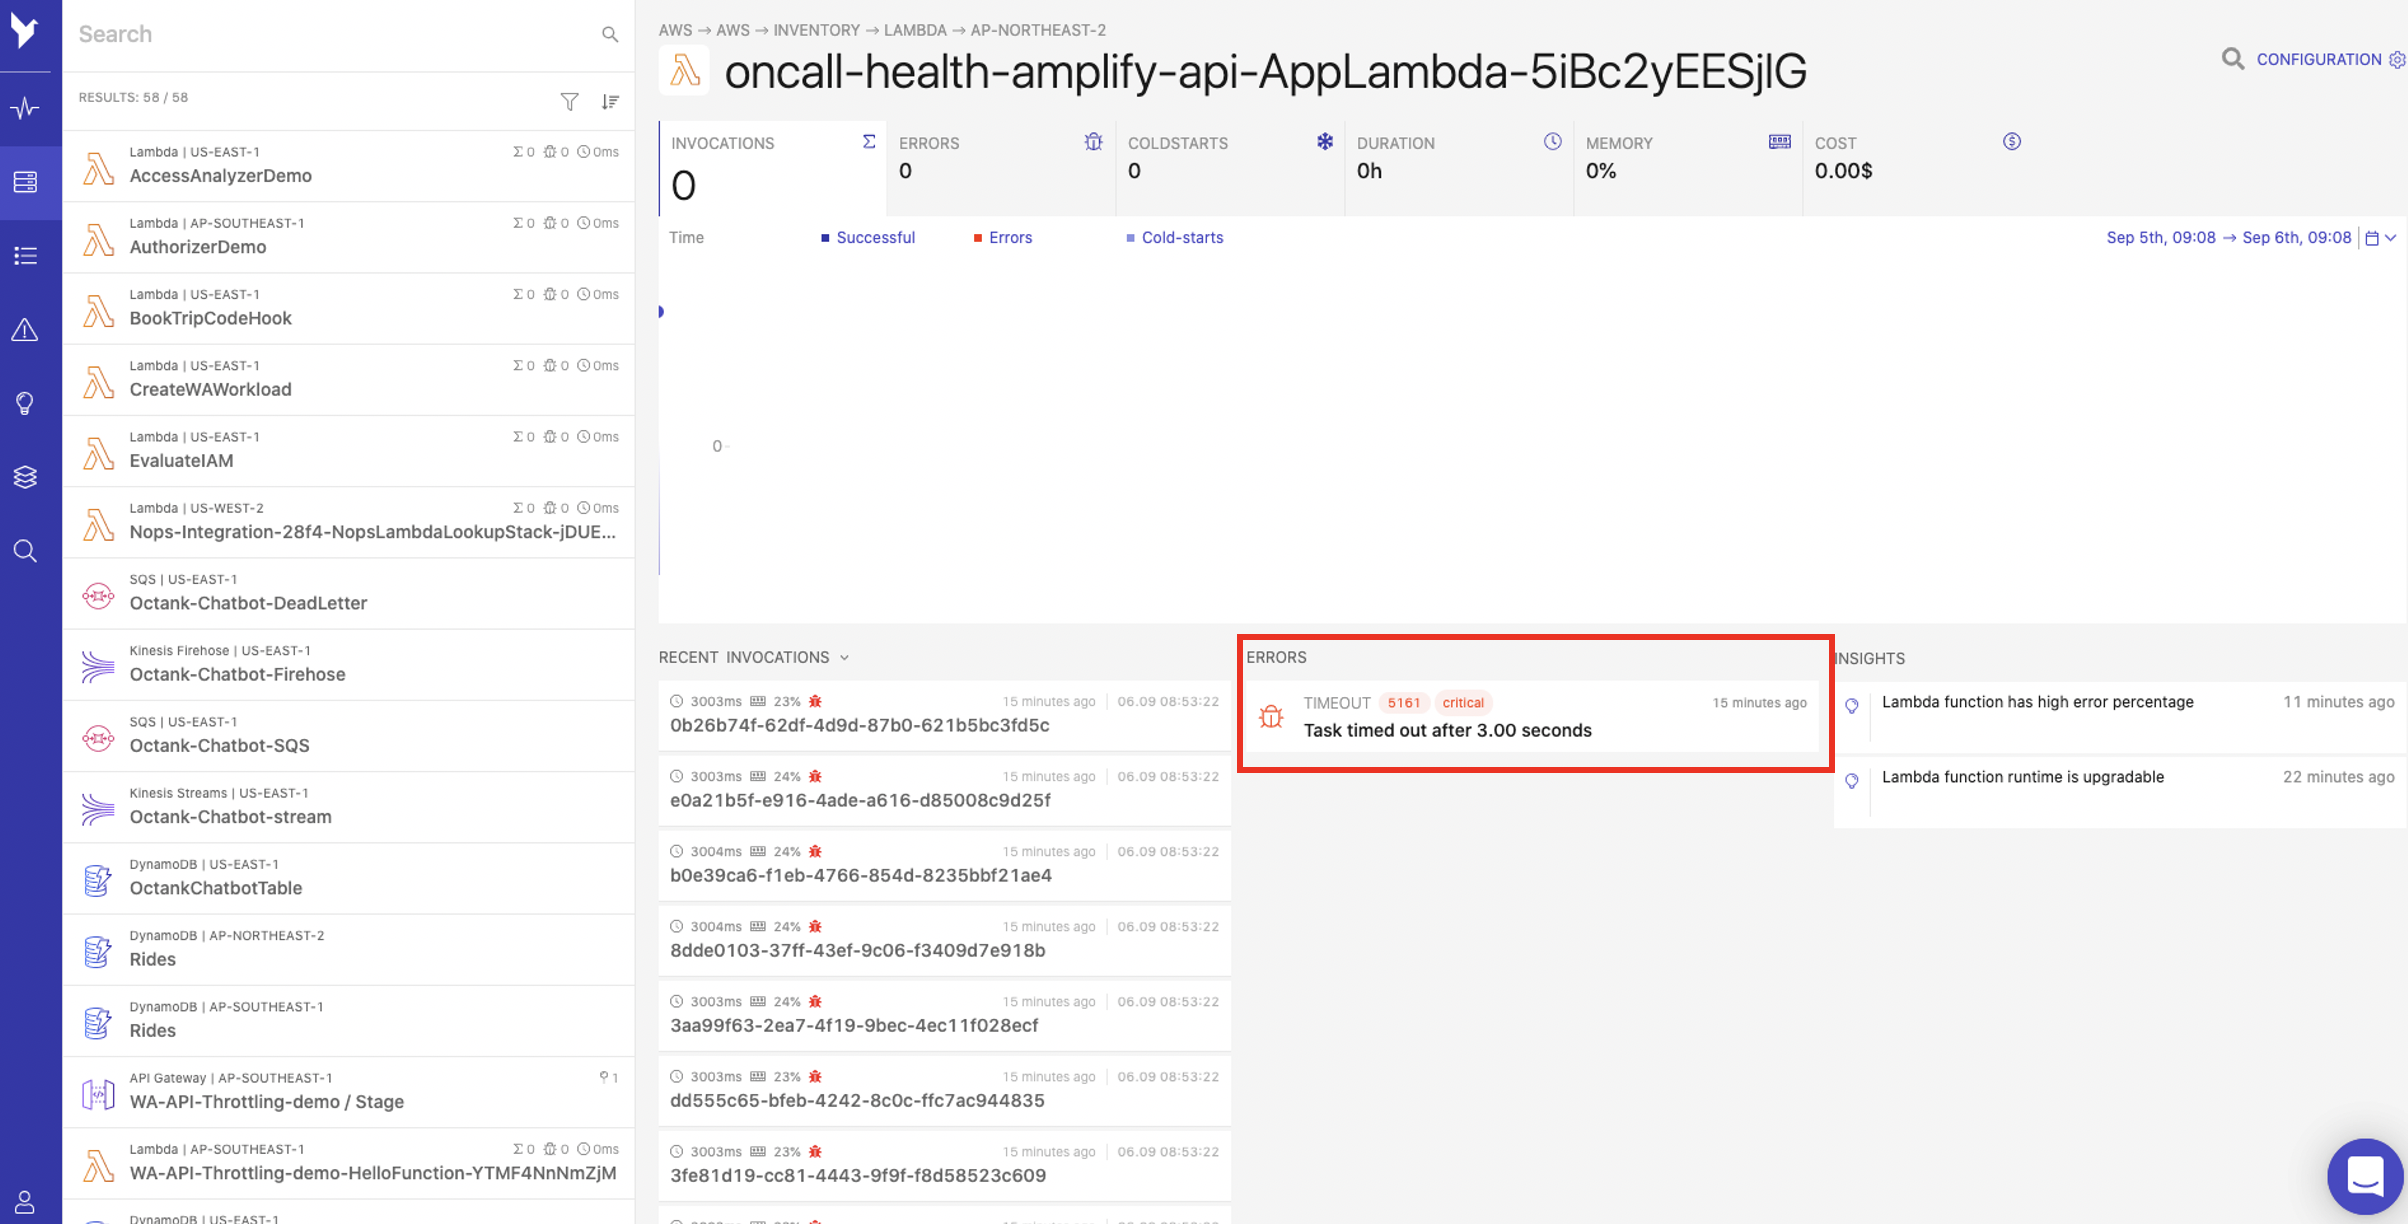 Search
RESULTS: 58 / 58
Lambda | US-EAST-1 Σ 0 0 0ms
AccessAnalyzerDemo
Lambda | AP-SOUTHEAST-1 Σ 0 0 0ms
AuthorizerDemo
Lambda | US-EAST-1 Σ 0 0 0ms
BookTripCodeHook
Lambda | US-EAST-1 Σ 0 0 0ms
CreateWAWorkload
Lambda | US-EAST-1 Σ 0 0 0ms
EvaluateIAM
Lambda | US-WEST-2 Σ 0 0 0ms
Nops-Integration-28f4-NopsLambdaLookupStack-jDUE...
SQS | US-EAST-1
Octank-Chatbot-DeadLetter
Kinesis Firehose | US-EAST-1
Octank-Chatbot-Firehose
SQS | US-EAST-1
Octank-Chatbot-SQS
Kinesis Streams | US-EAST-1
Octank-Chatbot-stream
DynamoDB | US-EAST-1
OctankChatbotTable
DynamoDB | AP-NORTHEAST-2
Rides
DynamoDB | AP-SOUTHEAST-1
Rides
API Gateway | AP-SOUTHEAST-1 1
WA-API-Throttling-demo / Stage
Lambda | AP-SOUTHEAST-1 Σ 0 0 0ms
WA-API-Throttling-demo-HelloFunction-YTMF4NnNmZjM
DynamoDB | US-EAST-1
AWS → AWS → INVENTORY → LAMBDA → AP-NORTHEAST-2
oncall-health-amplify-api-AppLambda-5iBc2yEESjlG
CONFIGURATION
INVOCATIONS Σ
0
ERRORS
0
COLDSTARTS
0
DURATION
0h
MEMORY
0%
COST
0.00$
Time Successful Errors Cold-starts Sep 5th, 09:08 → Sep 6th, 09:08
0
RECENT INVOCATIONS
3003ms 23% 15 minutes ago 06.09 08:53:22
0b26b74f-62df-4d9d-87b0-621b5bc3fd5c
3003ms 24% 15 minutes ago 06.09 08:53:22
e0a21b5f-e916-4ade-a616-d85008c9d25f
3004ms 24% 15 minutes ago 06.09 08:53:22
b0e39ca6-f1eb-4766-854d-8235bbf21ae4
3004ms 24% 15 minutes ago 06.09 08:53:22
8dde0103-37ff-43ef-9c06-f3409d7e918b
3003ms 24% 15 minutes ago 06.09 08:53:22
3aa99f63-2ea7-4f19-9bec-4ec11f028ecf
3003ms 23% 15 minutes ago 06.09 08:53:22
dd555c65-bfeb-4242-8c0c-ffc7ac944835
3003ms 23% 15 minutes ago 06.09 08:53:22
3fe81d19-cc81-4443-9f9f-f8d58523c609
ERRORS
TIMEOUT 5161 critical 15 minutes ago
Task timed out after 3.00 seconds
INSIGHTS
Lambda function has high error percentage 11 minutes ago
Lambda function runtime is upgradable 22 minutes ago